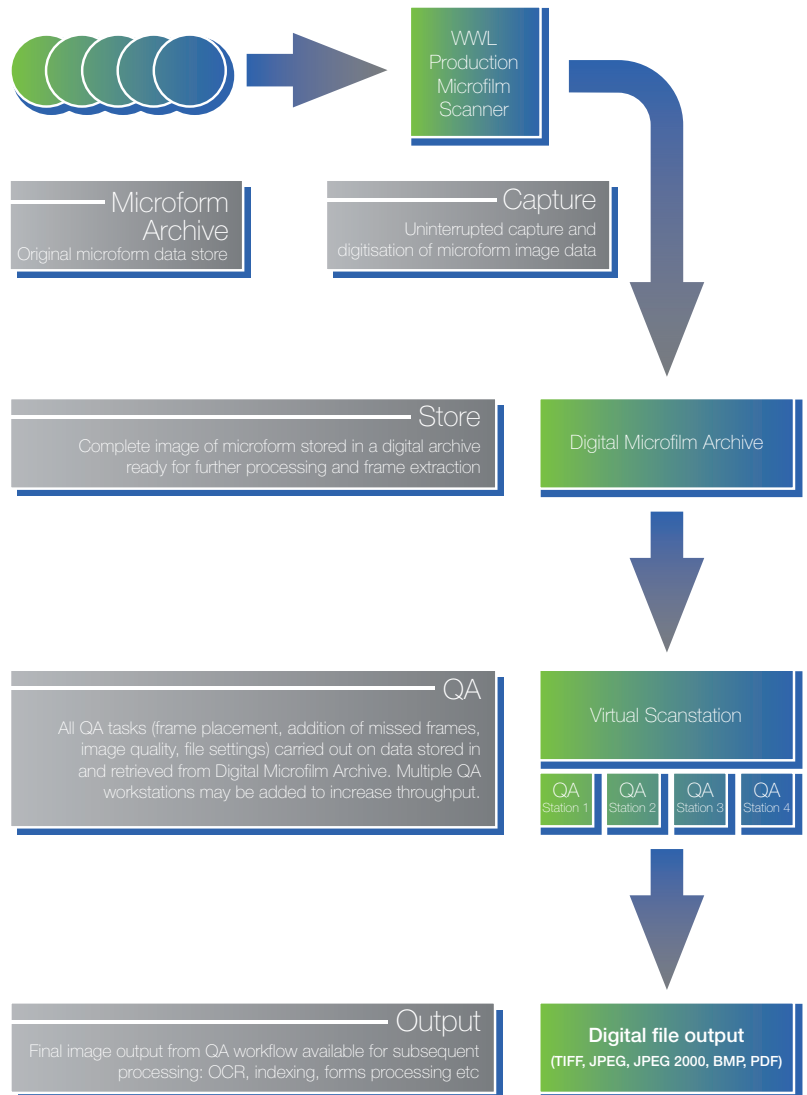 WWL
Production
Microfilm
Scanner
Microform
Archive
Original microform data store
Capture
Uninterrupted capture and
digitisation of microform image data
Store
Complete image of microform stored in a digital archive
ready for further processing and frame extraction
Digital Microfilm Archive
QA
All QA tasks (frame placement, addition of missed frames,
image quality, file settings) carried out on data stored in
and retrieved from Digital Microfilm Archive. Multiple QA
workstations may be added to increase throughput.
Virtual Scanstation
QA
Station 1
QA
Station 2
QA
Station 3
QA
Station 4
Output
Final image output from QA workflow available for subsequent
processing: OCR, indexing, forms processing etc
Digital file output
(TIFF, JPEG, JPEG 2000, BMP, PDF)